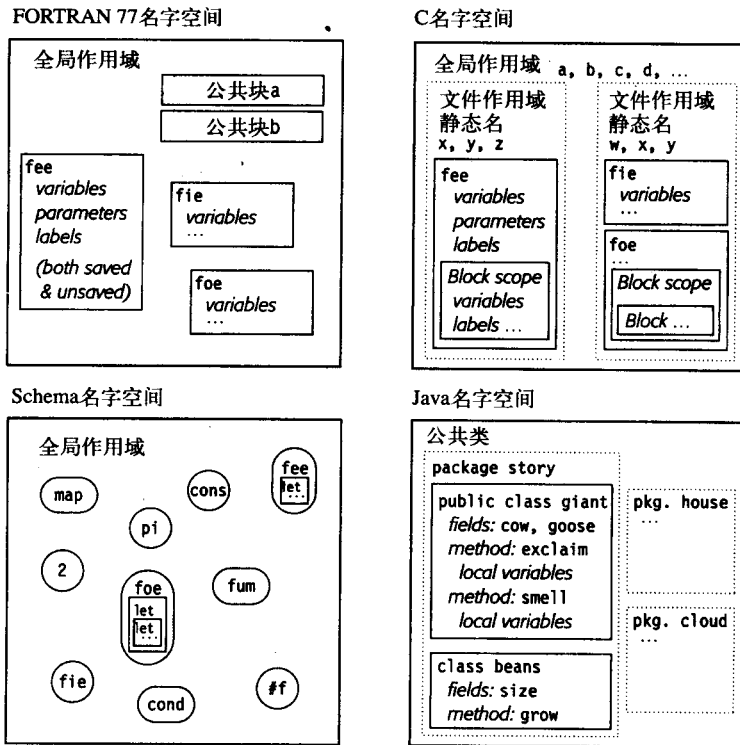 FORTRAN 77名字空间
全局作用域
公共块a
公共块b
fee
variables
parameters
labels
(both saved
& unsaved)
fie
variables
...
foe
variables
...
C名字空间
全局作用域 a, b, c, d, ...
文件作用域
静态名
x, y, z
fee
variables
parameters
labels
Block scope
variables
labels ...
文件作用域
静态名
w, x, y
fie
variables
...
foe
...
Block scope
Block ...
Schema名字空间
全局作用域
map
cons
fee
let
...
pi
2
foe
let
let
...
fum
fie
cond
#f
Java名字空间
公共类
package story
public class giant
fields: cow, goose
method: exclaim
local variables
method: smell
local variables
class beans
fields: size
method: grow
pkg. house
...
pkg. cloud
...